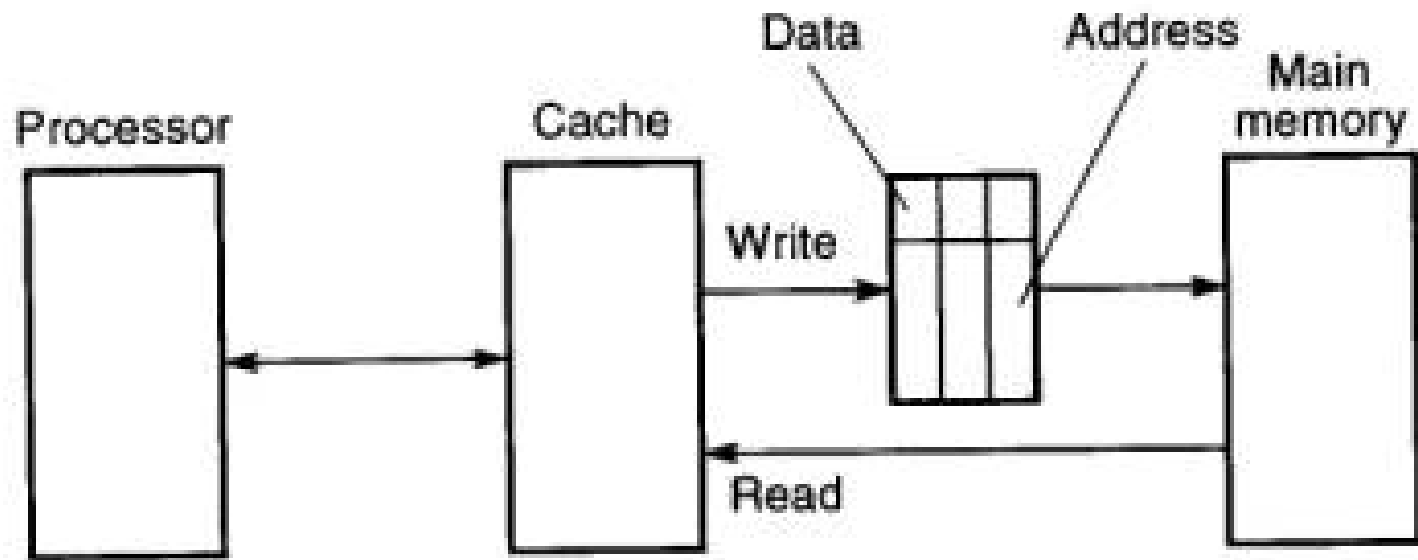 Data
Address
Main
memory
Processor
Cache
Write
Read